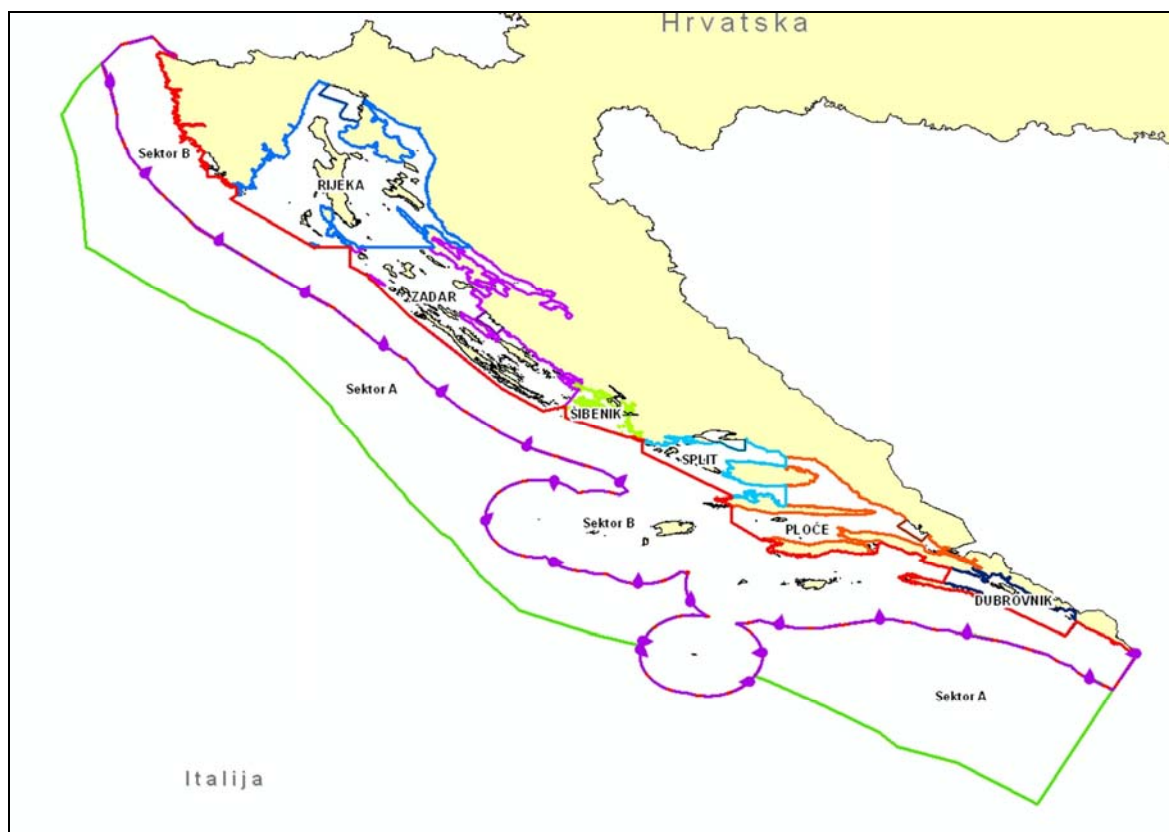 Hrvatska
Sektor B
RIJEKA
ZADAR
Sektor A
ŠIBENIK
SPLIT
Sektor B
PLOČE
DUBROVNIK
Sektor A
Italija